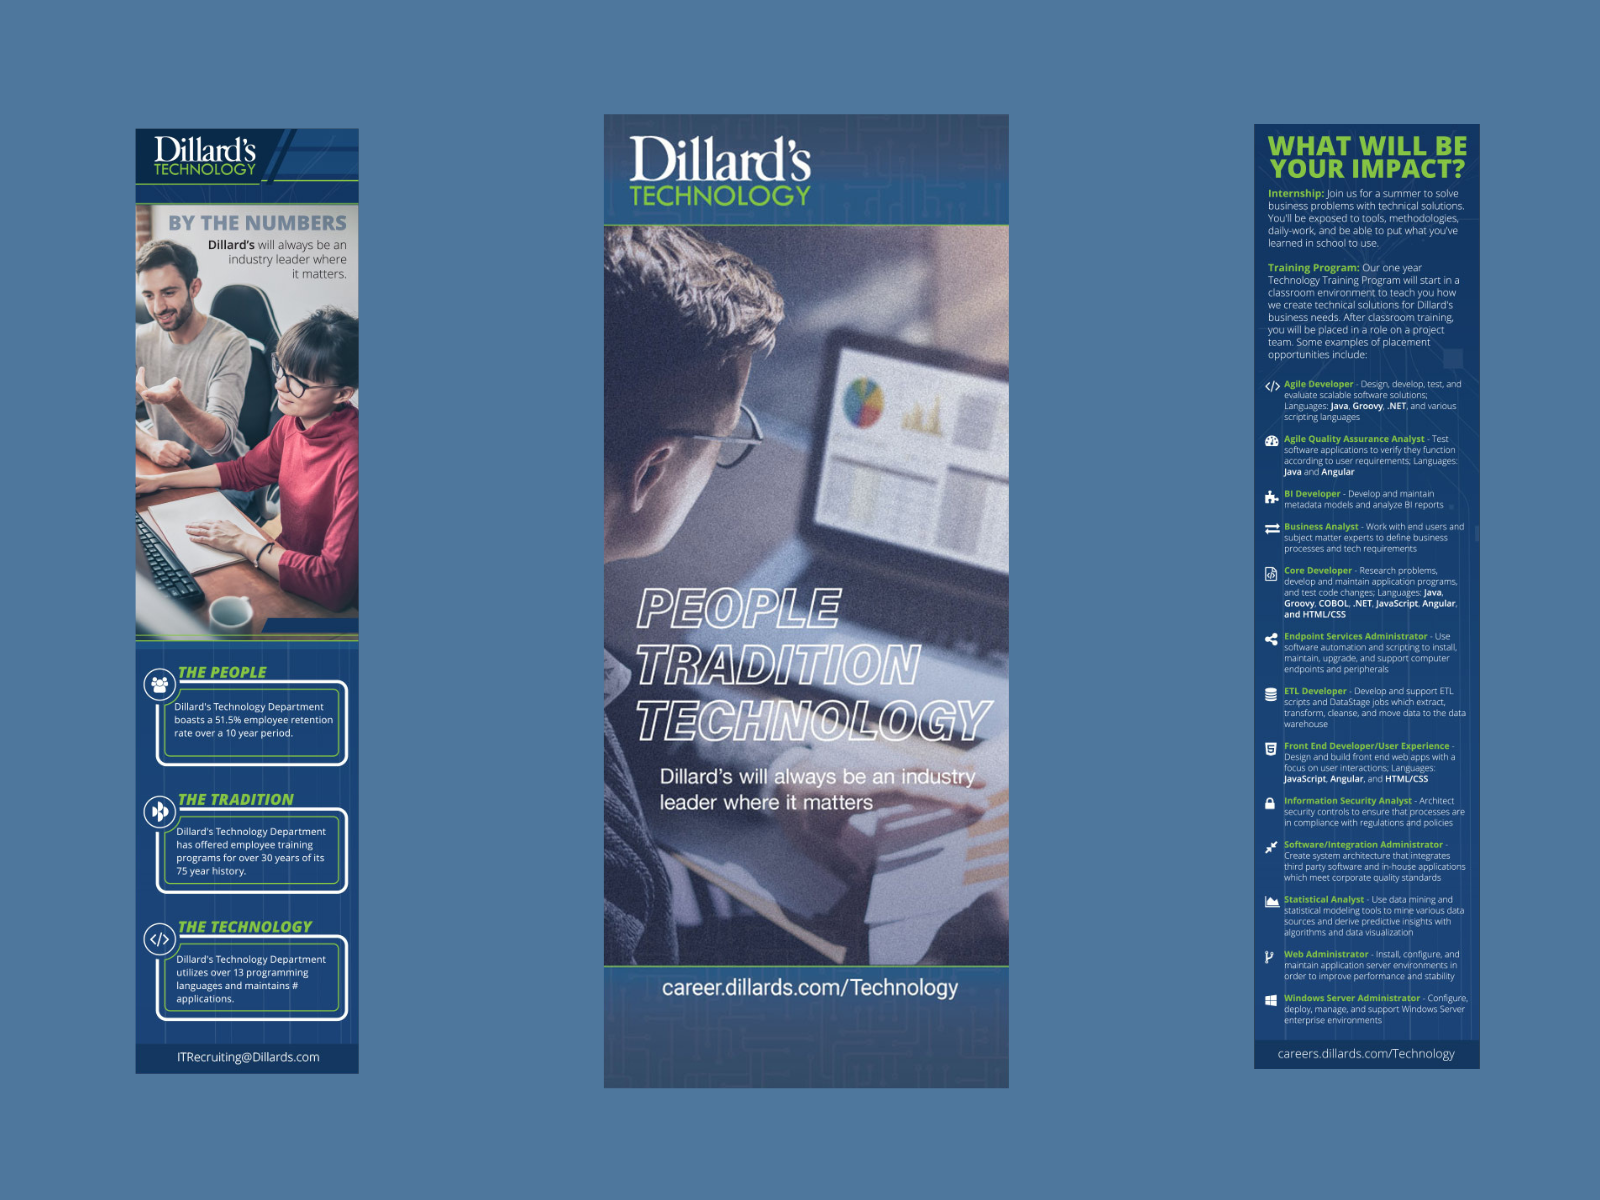 Dillard's
TECHNOLOGY
BY THE NUMBERS
Dillard's will always be an
industry leader where
it matters.
THE PEOPLE
Dillard's Technology Department
boasts a 51.5% employee retention
rate over a 10 year period.
THE TRADITION
Dillard's Technology Department
has offered employee training
programs for over 30 years of its
75 year history.
THE TECHNOLOGY
Dillard's Technology Department
utilizes over 13 programming
languages and maintains #
applications.
ITRecruiting@Dillards.com
Dillard's
TECHNOLOGY
PEOPLE
TRADITION
TECHNOLOGY
Dillard's will always be an industry
leader where it matters
career.dillards.com/Technology
WHAT WILL BE
YOUR IMPACT?
Internship: Join us for a summer to solve
business problems with technical solutions.
You'll be exposed to tools, methodologies,
daily-work, and be able to put what you've
learned in school to use.
Training Program: Our one year
Technology Training Program will start in a
classroom environment to teach you how
we create technical solutions for Dillard's
business needs. After classroom training,
you will be placed in a role on a project
team. Some examples of placement
opportunities include:
Agile Developer - Design, develop, test, and
evaluate scalable software solutions;
Languages: Java, Groovy, .NET, and various
scripting languages
Agile Quality Assurance Analyst - Test
software applications to verify they function
according to user requirements; Languages:
Java and Angular
BI Developer - Develop and maintain
metadata models and analyze BI reports
Business Analyst - Work with end users and
subject matter experts to define business
processes and tech requirements
Core Developer - Research problems,
develop and maintain application programs,
and test code changes; Languages: Java,
Groovy, COBOL, .NET, JavaScript, Angular,
and HTML/CSS
Endpoint Services Administrator - Use
software automation and scripting to install,
maintain, upgrade, and support computer
endpoints and peripherals
ETL Developer - Develop and support ETL
scripts and DataStage jobs which extract,
transform, cleanse, and move data to the data
warehouse
Front End Developer/User Experience -
Design and build front end web apps with a
focus on user interactions; Languages:
JavaScript, Angular, and HTML/CSS
Information Security Analyst - Architect
security controls to ensure that processes are
in compliance with regulations and policies
Software/Integration Administrator -
Create system architecture that integrates
third party software and in-house applications
which meet corporate quality standards
Statistical Analyst - Use data mining and
statistical modeling tools to mine various data
sources and derive predictive insights with
algorithms and data visualization
Web Administrator - Install, configure, and
maintain application server environments in
order to improve performance and stability
Windows Server Administrator - Configure,
deploy, manage, and support Windows Server
enterprise environments
careers.dillards.com/Technology